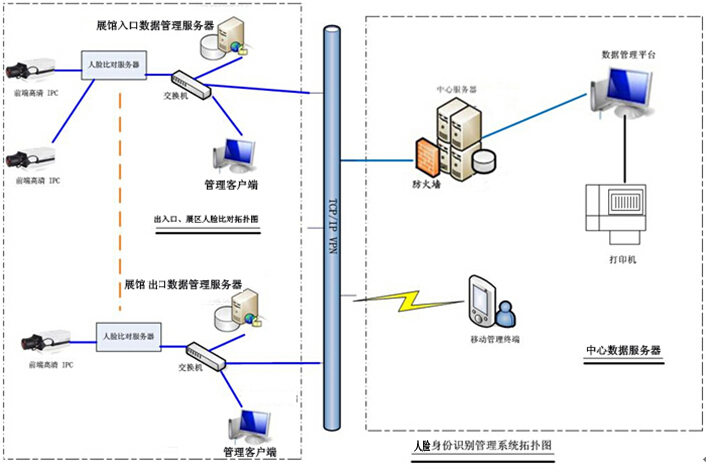 展馆入口数据管理服务器
人脸比对服务器
前端高清 IPC
交换机
前端高清 IPC
管理客户端
出入口、展区人脸比对拓扑图
展馆 出口数据管理服务器
人脸比对服务器
前端高清 IPC
交换机
管理客户端
TCP/IP VPN
数据管理平台
中心服务器
防火墙
打印机
移动管理终端
中心数据服务器
人脸身份识别管理系统拓扑图